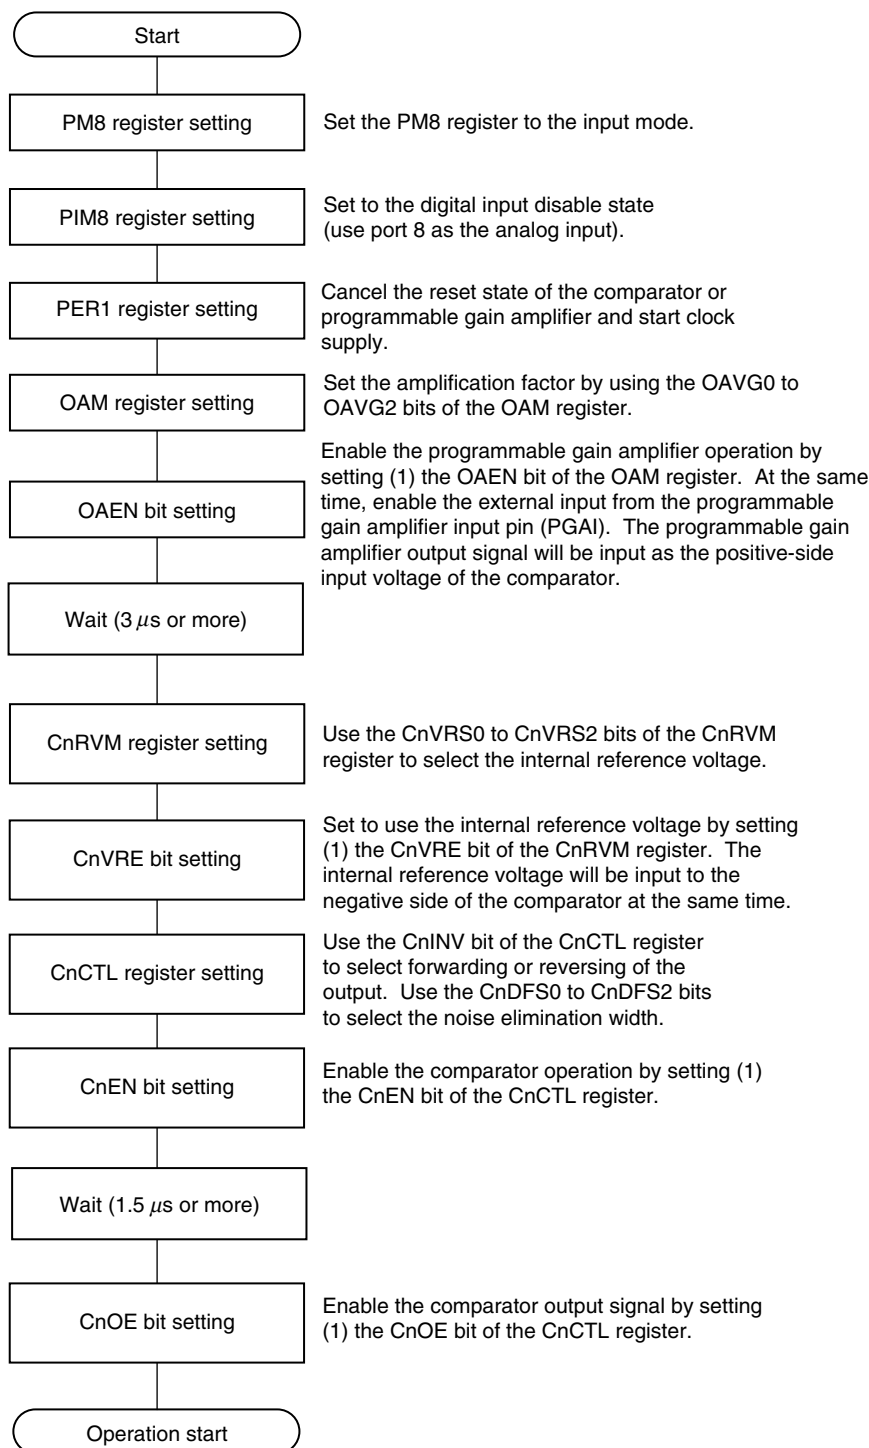 Start
PM8 register setting
Set the PM8 register to the input mode.
PIM8 register setting
Set to the digital input disable state
(use port 8 as the analog input).
PER1 register setting
Cancel the reset state of the comparator or
programmable gain amplifier and start clock
supply.
OAM register setting
Set the amplification factor by using the OAVG0 to
OAVG2 bits of the OAM register.
OAEN bit setting
Enable the programmable gain amplifier operation by
setting (1) the OAEN bit of the OAM register. At the same
time, enable the external input from the programmable
gain amplifier input pin (PGAI). The programmable gain
amplifier output signal will be input as the positive-side
input voltage of the comparator.
Wait (3 μs or more)
CnRVM register setting
Use the CnVRS0 to CnVRS2 bits of the CnRVM
register to select the internal reference voltage.
CnVRE bit setting
Set to use the internal reference voltage by setting
(1) the CnVRE bit of the CnRVM register. The
internal reference voltage will be input to the
negative side of the comparator at the same time.
CnCTL register setting
Use the CnINV bit of the CnCTL register
to select forwarding or reversing of the
output. Use the CnDFS0 to CnDFS2 bits
to select the noise elimination width.
CnEN bit setting
Enable the comparator operation by setting (1)
the CnEN bit of the CnCTL register.
Wait (1.5 μs or more)
CnOE bit setting
Enable the comparator output signal by setting
(1) the CnOE bit of the CnCTL register.
Operation start